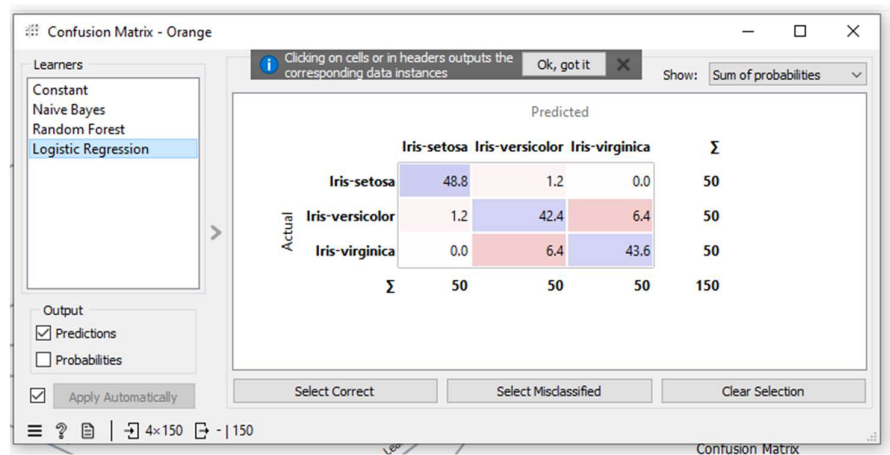 Confusion Matrix - Orange
Learners
Constant
Naive Bayes
Random Forest
Logistic Regression
Clicking on cells or in headers outputs the
corresponding data instances
Ok, got it
Show: Sum of probabilities
Predicted
Iris-setosa Iris-versicolor Iris-virginica Σ
Actual
Iris-setosa 48.8 1.2 0.0 50
Iris-versicolor 1.2 42.4 6.4 50
Iris-virginica 0.0 6.4 43.6 50
Σ 50 50 50 150
Output
Predictions
Probabilities
Apply Automatically
Select Correct Select Misclassified Clear Selection
4×150 - | 150
Confusion Matrix